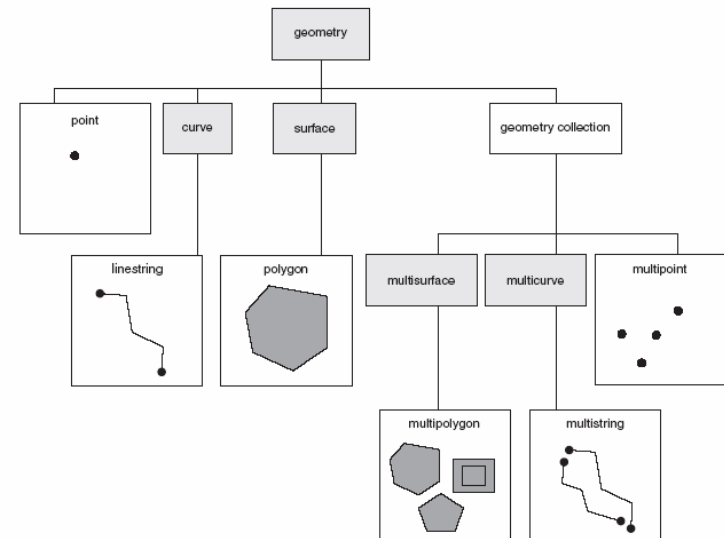 geometry
point
curve
surface
geometry collection
linestring
polygon
multisurface
multicurve
multipoint
multipolygon
multistring